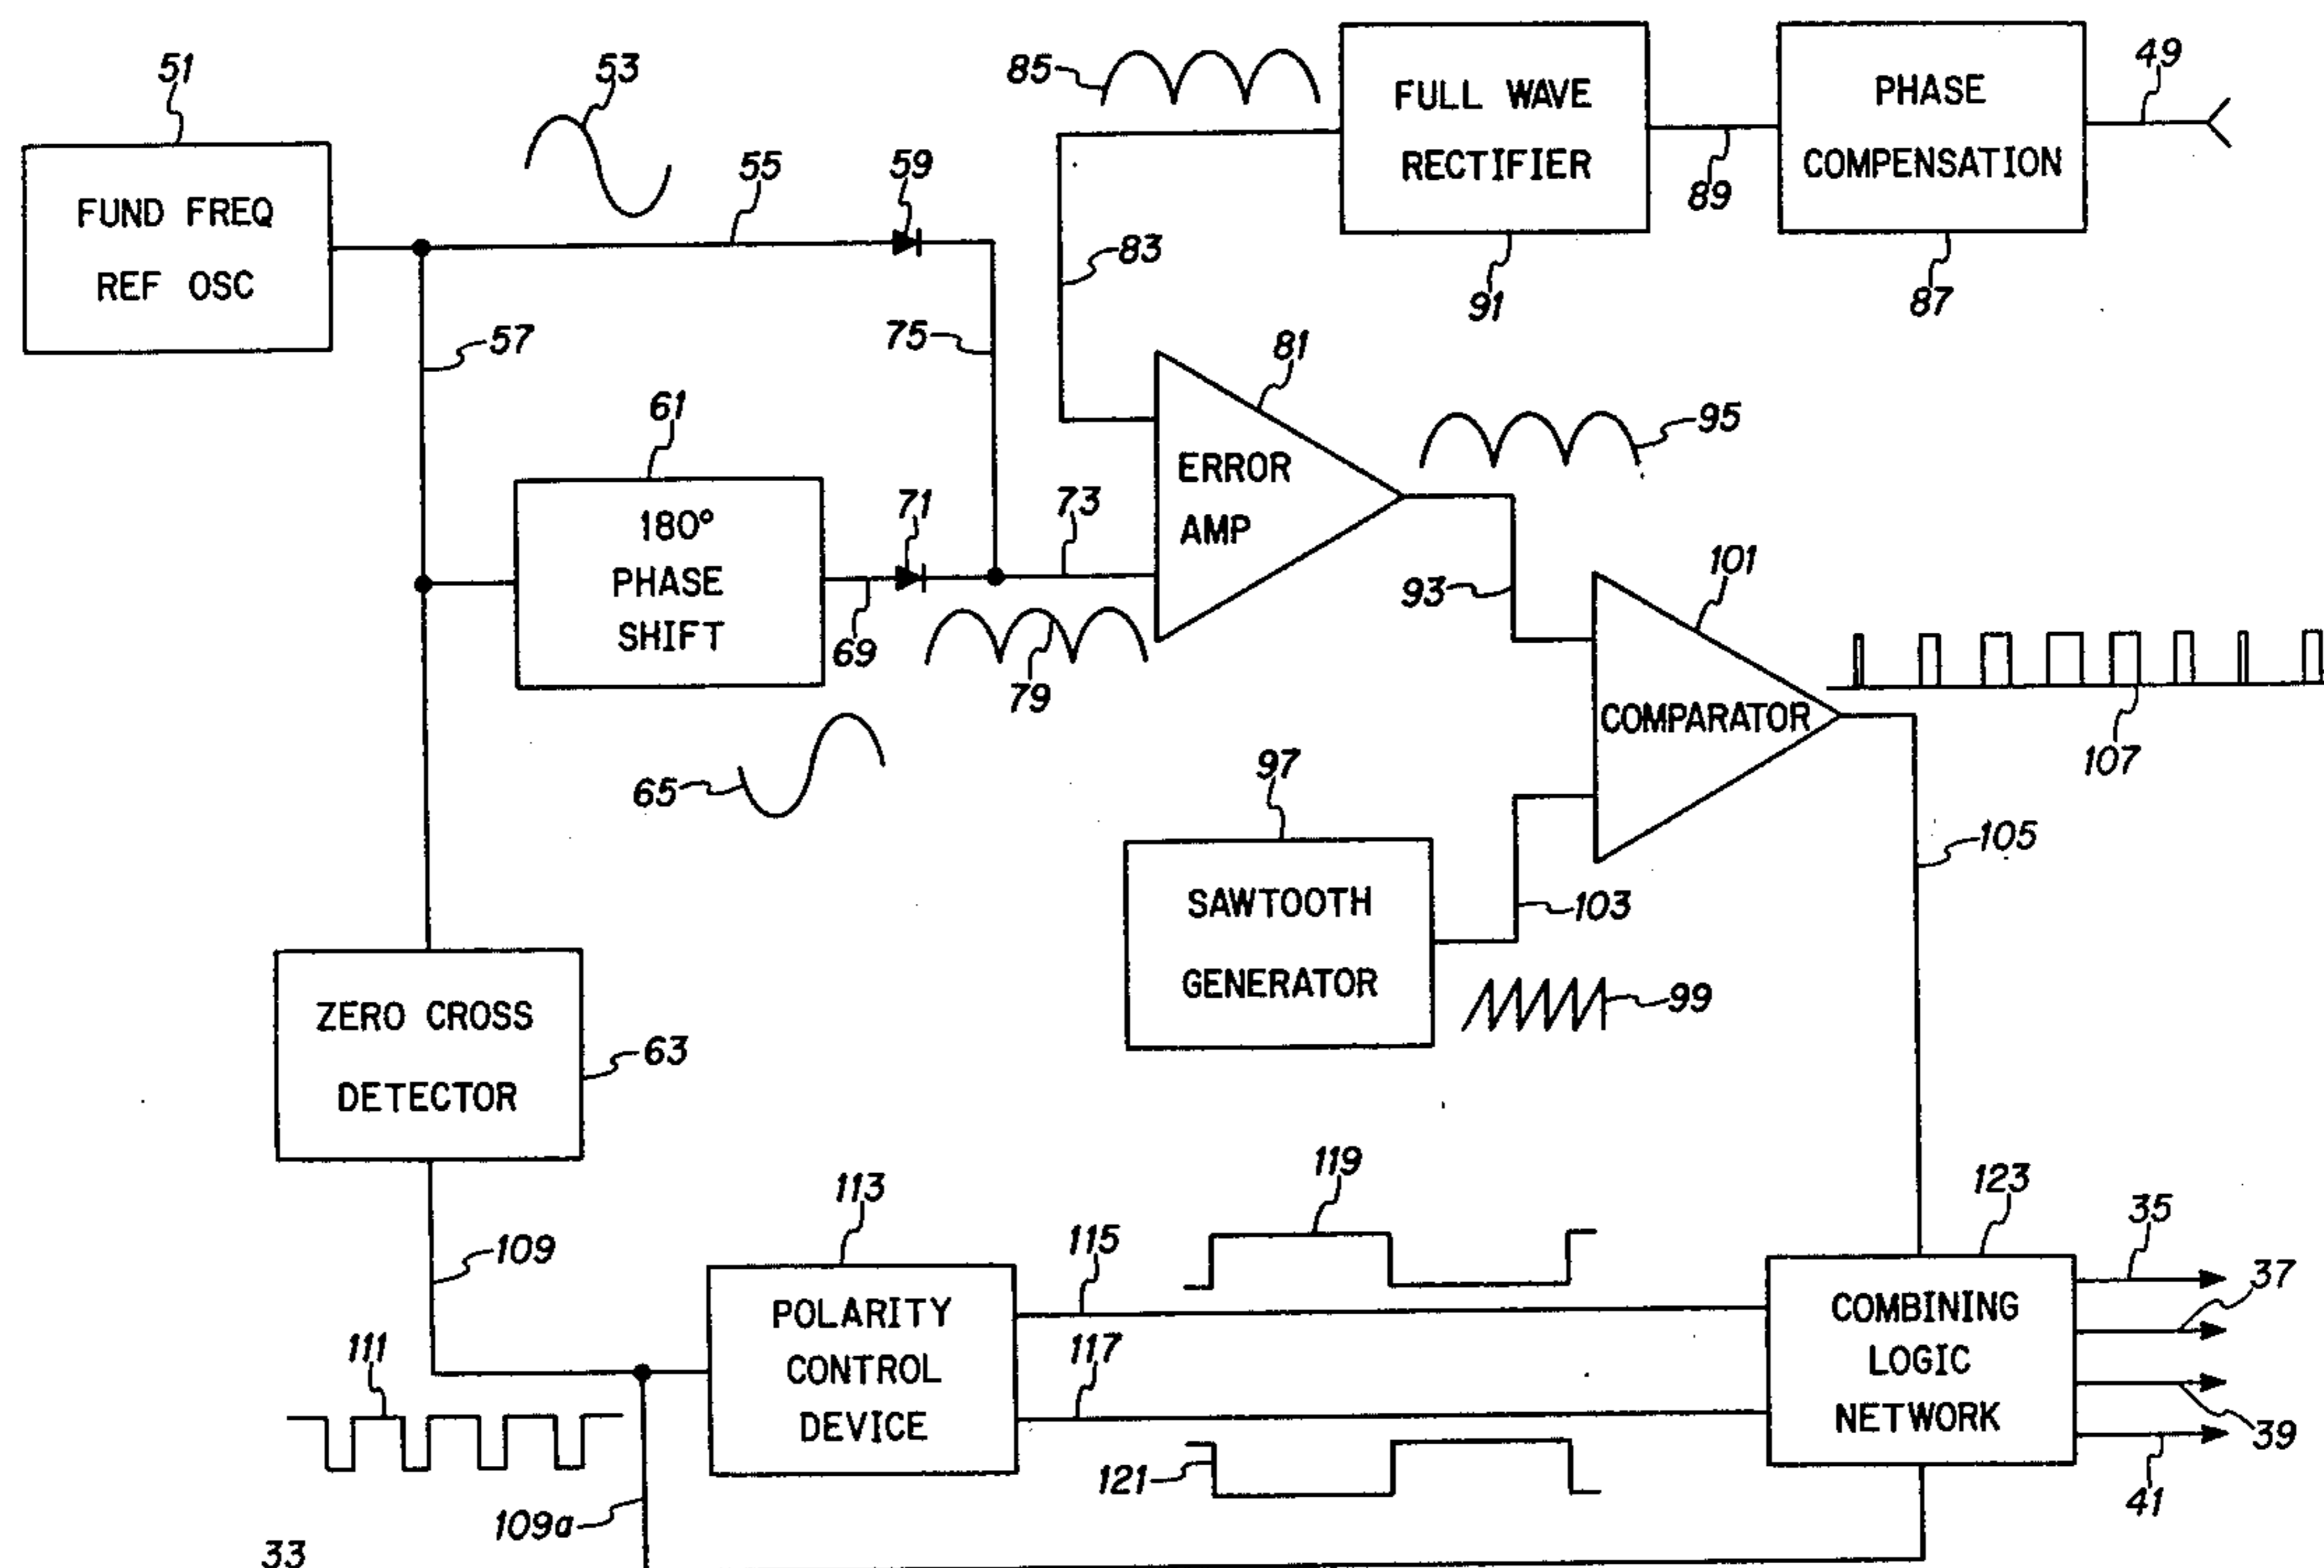 51
53
85
FULL WAVE
RECTIFIER
PHASE
COMPENSATION
49
FUND FREQ
REF OSC
55
59
89
83
91
87
57
75
81
61
95
180°
PHASE
SHIFT
71
73
ERROR
AMP
69
93
101
79
COMPARATOR
107
65
97
105
SAWTOOTH
GENERATOR
103
99
ZERO CROSS
DETECTOR
63
119
123
113
35
109
115
37
POLARITY
CONTROL
DEVICE
COMBINING
LOGIC
NETWORK
111
117
39
121
41
109a
33